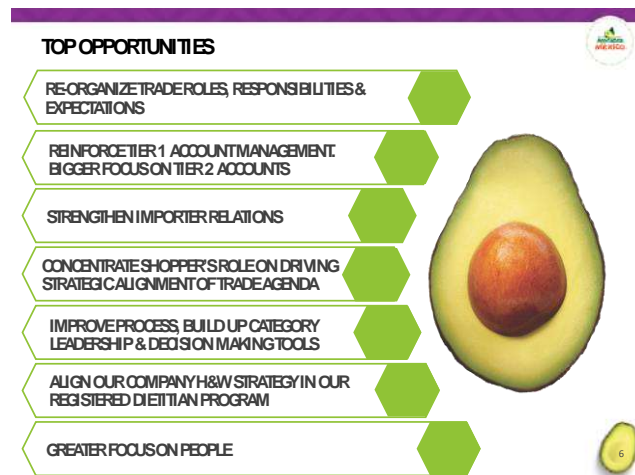 TOP OPPORTUNITIES
RE-ORGANIZE TRADE ROLES, RESPONSIBILITIES &
EXPECTATIONS
REINFORCE TIER 1 ACCOUNT MANAGEMENT.
BIGGER FOCUS ON TIER 2 ACCOUNTS
STRENGTHEN IMPORTER RELATIONS
CONCENTRATE SHOPPER'S ROLE ON DRIVING
STRATEGIC ALIGNMENT OF TRADE AGENDA
IMPROVE PROCESS, BUILD UP CATEGORY
LEADERSHIP & DECISION MAKING TOOLS
ALIGN OUR COMPANY H&W STRATEGY IN OUR
REGISTERED DIETITIAN PROGRAM
GREATER FOCUS ON PEOPLE
MEXICO
6